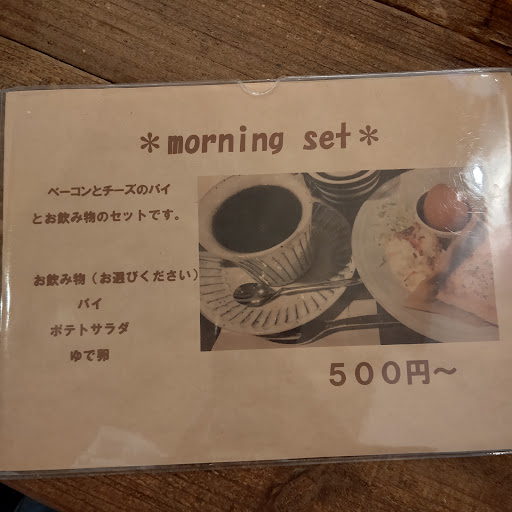 ＊morning set＊
ベーコンとチーズのパイ
とお飲み物のセットです。
お飲み物（お選びください）
パイ
ポテトサラダ
ゆで卵
５００円〜